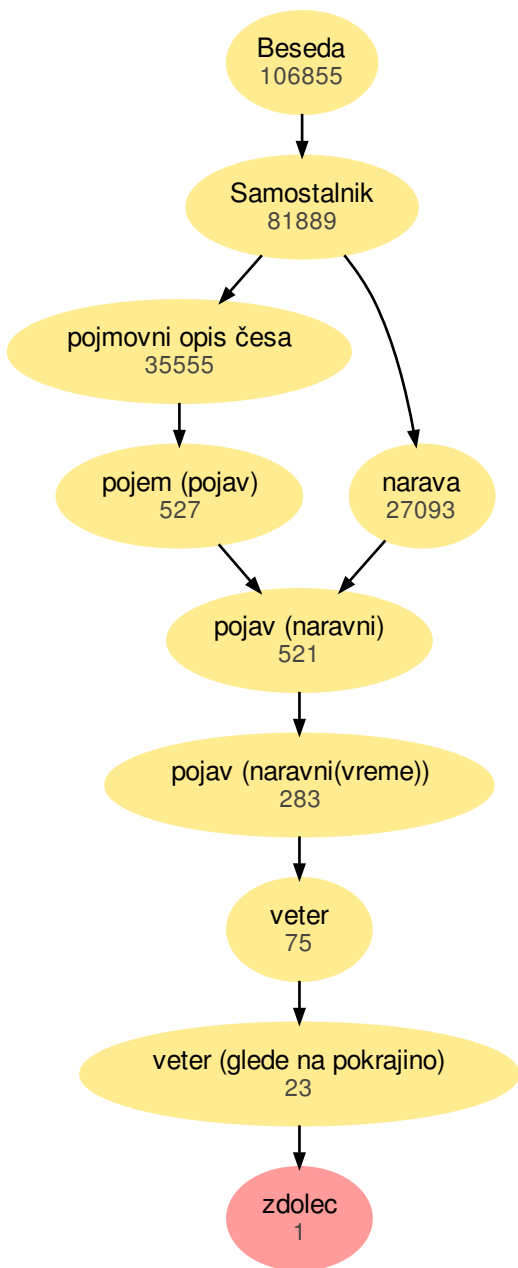 Beseda
106855
Samostalnik
81889
pojmovni opis česa
35555
pojem (pojav)
527
narava
27093
pojav (naravni)
521
pojav (naravni(vreme))
283
veter
75
veter (glede na pokrajino)
23
zdolec
1